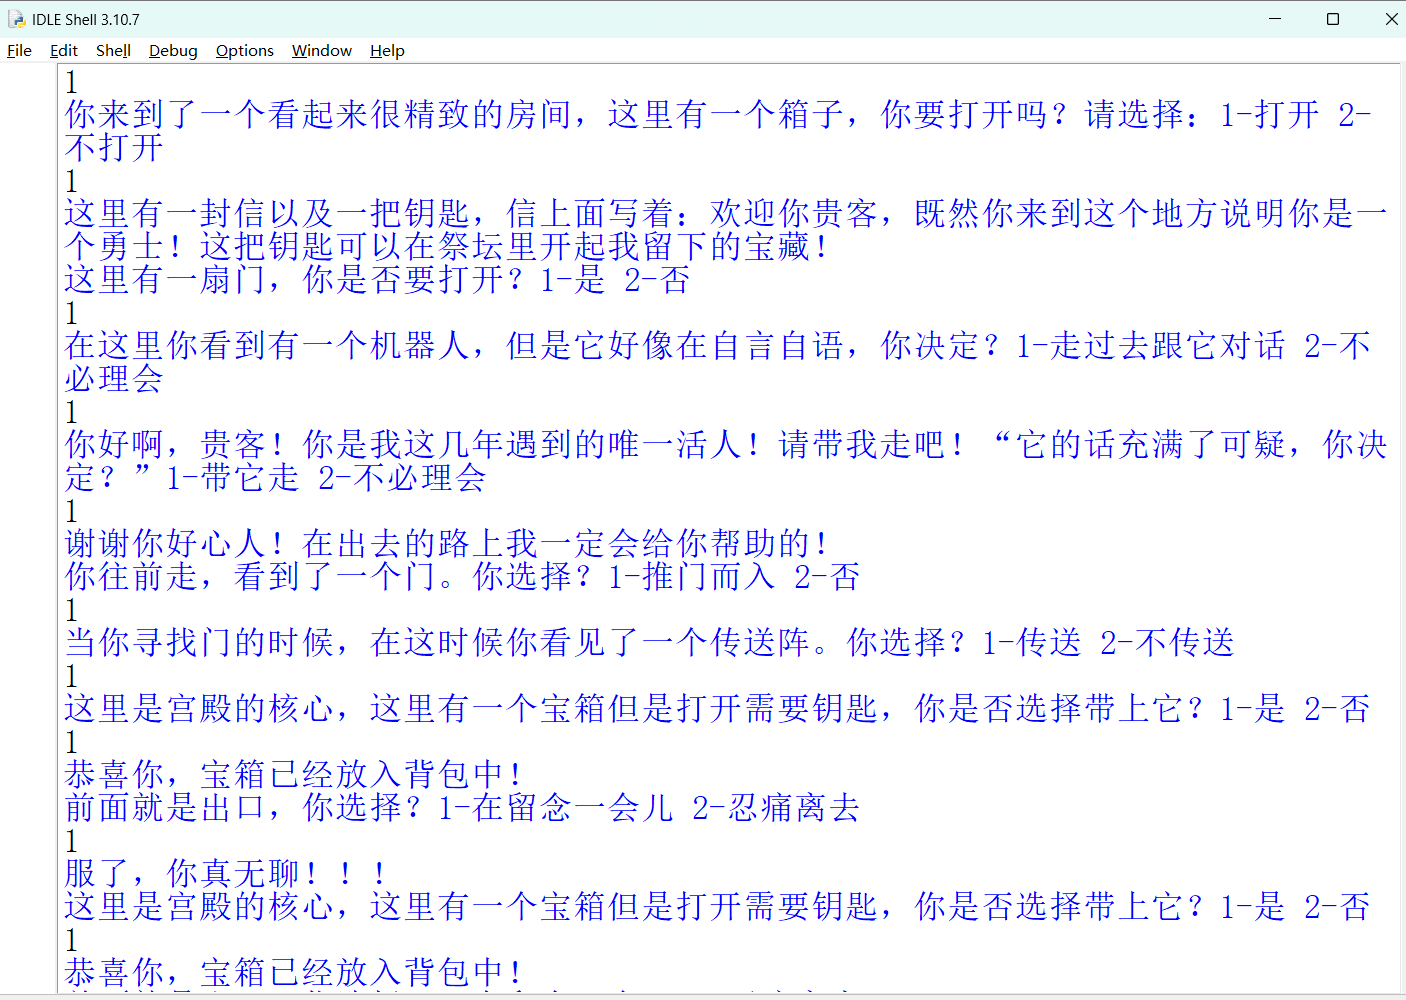 IDLE Shell 3.10.7
File Edit Shell Debug Options Window Help
1
你来到了一个看起来很精致的房间，这里有一个箱子，你要打开吗？请选择：1-打开 2-
不打开
1
这里有一封信以及一把钥匙，信上面写着：欢迎你贵客，既然你来到这个地方说明你是一
个勇士！这把钥匙可以在祭坛里开起我留下的宝藏！
这里有一扇门，你是否要打开？1-是 2-否
1
在这里你看到有一个机器人，但是它好像在自言自语，你决定？1-走过去跟它对话 2-不
必理会
1
你好啊，贵客！你是我这几年遇到的唯一活人！请带我走吧！“它的话充满了可疑，你决
定？”1-带它走 2-不必理会
1
谢谢你好心人！在出去的路上我一定会给你帮助的！
你往前走，看到了一个门。你选择？1-推门而入 2-否
1
当你寻找门的时候，在这时候你看见了一个传送阵。你选择？1-传送 2-不传送
1
这里是宫殿的核心，这里有一个宝箱但是打开需要钥匙，你是否选择带上它？1-是 2-否
1
恭喜你，宝箱已经放入背包中！
前面就是出口，你选择？1-在留念一会儿 2-忍痛离去
1
服了，你真无聊！！！
这里是宫殿的核心，这里有一个宝箱但是打开需要钥匙，你是否选择带上它？1-是 2-否
1
恭喜你，宝箱已经放入背包中！